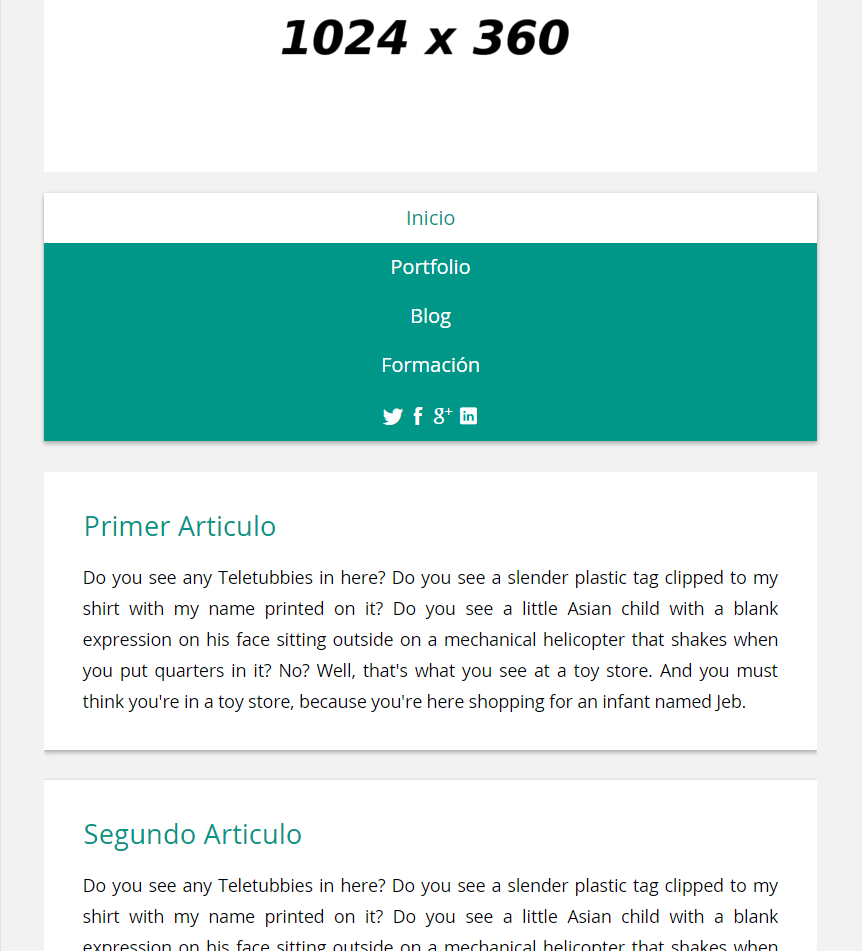 1024 x 360
Inicio
Portfolio
Blog
Formación
Primer Articulo
Do you see any Teletubbies in here? Do you see a slender plastic tag clipped to my
shirt with my name printed on it? Do you see a little Asian child with a blank
expression on his face sitting outside on a mechanical helicopter that shakes when
you put quarters in it? No? Well, that's what you see at a toy store. And you must
think you're in a toy store, because you're here shopping for an infant named Jeb.
Segundo Articulo
Do you see any Teletubbies in here? Do you see a slender plastic tag clipped to my
shirt with my name printed on it? Do you see a little Asian child with a blank
expression on his face sitting outside on a mechanical helicopter that shakes when